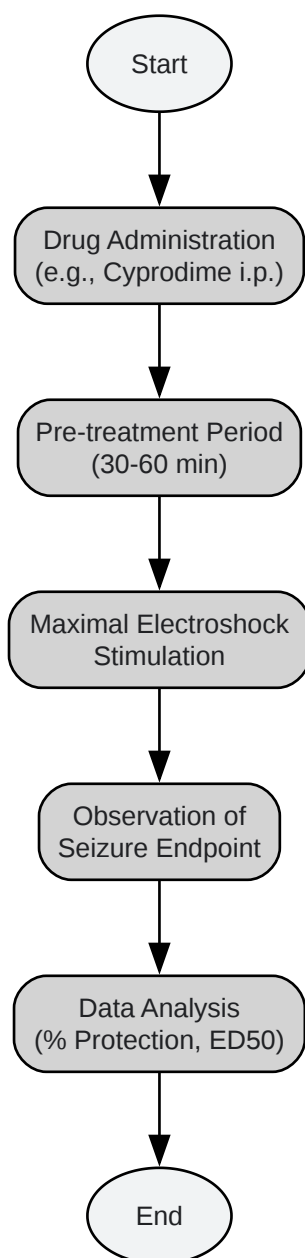 Start
Drug Administration
(e.g., Cyprodime i.p.)
Pre-treatment Period
(30-60 min)
Maximal Electroshock
Stimulation
Observation of
Seizure Endpoint
Data Analysis
(% Protection, ED50)
End